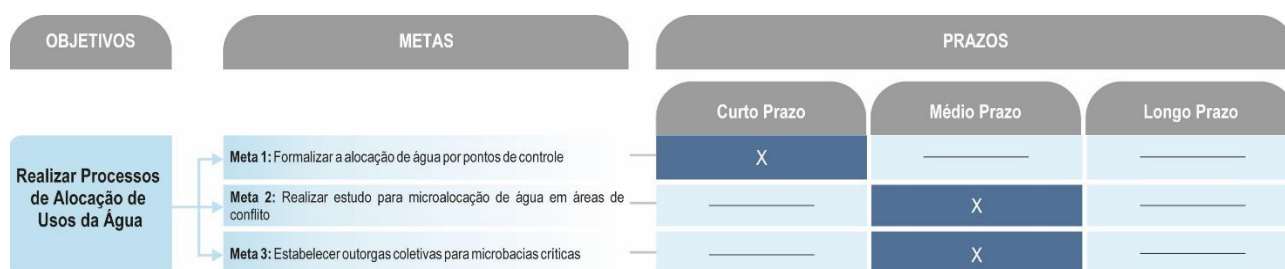 OBJETIVOS
METAS
PRAZOS
Curto Prazo
Médio Prazo
Longo Prazo
Realizar Processos
de Alocação de
Usos da Água
Meta 1: Formalizar a alocação de água por pontos de controle
X
Meta 2: Realizar estudo para microalocação de água em áreas de
conflito
X
Meta 3: Estabelecer outorgas coletivas para microbacias críticas
X